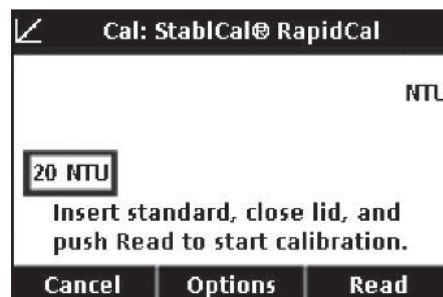 Cal: StablCal® RapidCal
NTU
20 NTU
Insert standard, close lid, and
push Read to start calibration.
Cancel Options Read